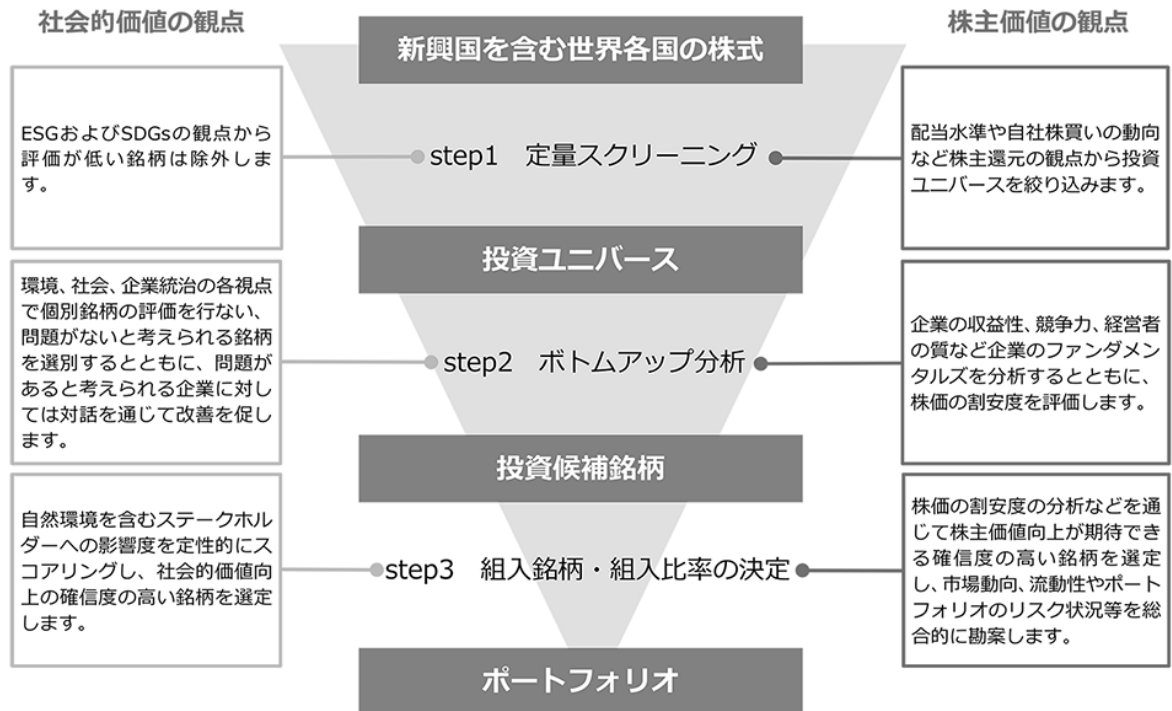 社会的価値の観点
株主価値の観点
新興国を含む世界各国の株式
ESGおよびSDGsの観点から
評価が低い銘柄は除外しま
す。
step1 定量スクリーニング
配当水準や自社株買いの動向
など株主還元の観点から投資
ユニバースを絞り込みます。
投資ユニバース
環境、社会、企業統治の各視点
で個別銘柄の評価を行ない、
問題がないと考えられる銘柄
を選別するとともに、問題が
あると考えられる企業に対し
ては対話を通じて改善を促し
ます。
step2 ボトムアップ分析
企業の収益性、競争力、経営者
の質など企業のファンダメン
タルズを分析するとともに、
株価の割安度を評価します。
投資候補銘柄
自然環境を含むステークホル
ダーへの影響度を定性的にス
コアリングし、社会的価値向
上の確信度の高い銘柄を選定
します。
step3 組入銘柄・組入比率の決定
株価の割安度の分析などを通
じて株主価値向上が期待でき
る確信度の高い銘柄を選定
し、市場動向、流動性やポート
フォリオのリスク状況等を総
合的に勘案します。
ポートフォリオ